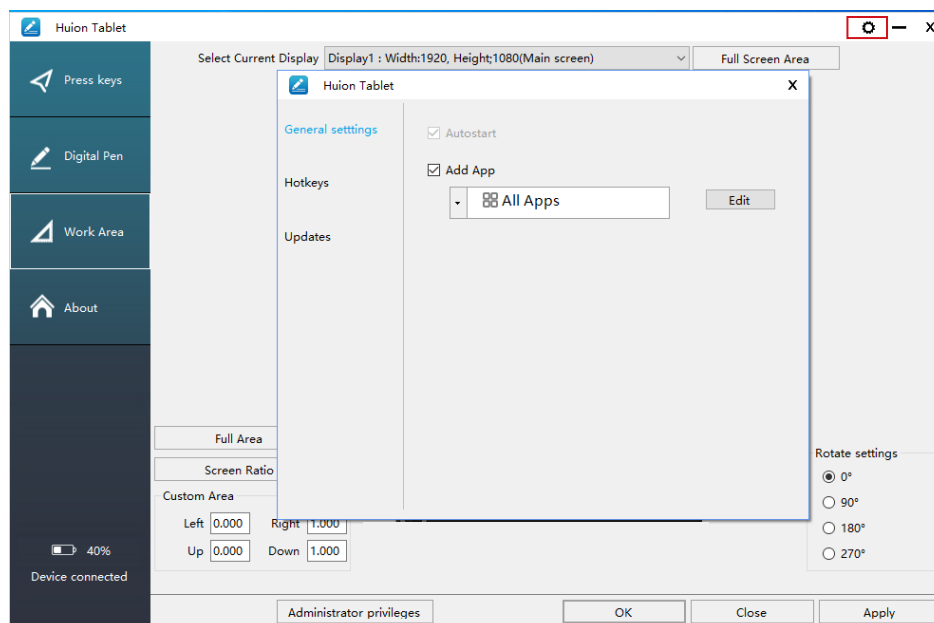 Huion Tablet
X
Press keys
Digital Pen
Work Area
About
40%
Device connected
Select Current Display
Display1 : Width:1920, Height;1080(Main screen)
Full Screen Area
Huion Tablet
X
General setttings
Hotkeys
Updates
Autostart
Add App
All Apps
Edit
Full Area
Screen Ratio
Custom Area
Left 0.000 Right 1.000
Up 0.000 Down 1.000
Rotate settings
0°
90°
180°
270°
Administrator privileges
OK
Close
Apply